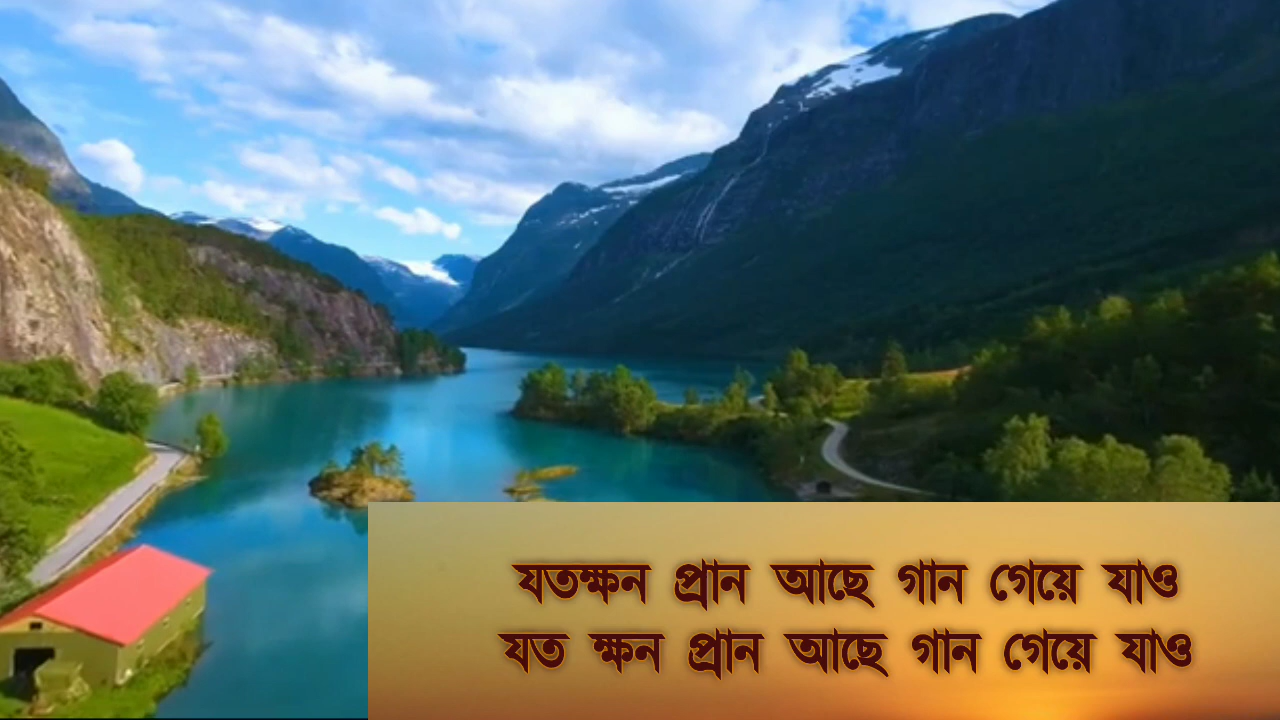 যতক্ষন প্রান আছে গান গেয়ে যাও
যত ক্ষন প্রান আছে গান গেয়ে যাও